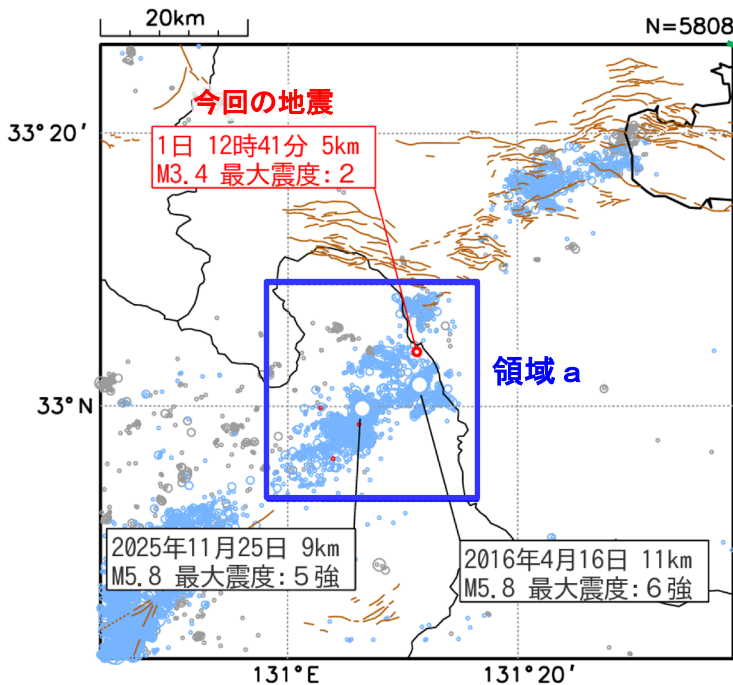 20km
N=5808
今回の地震
33°20′
1日 12時41分 5km
M3.4 最大震度:２
領域ａ
33°N
2025年11月25日 9km
M5.8 最大震度:５強
2016年4月16日 11km
M5.8 最大震度:６強
131°E
131°20′